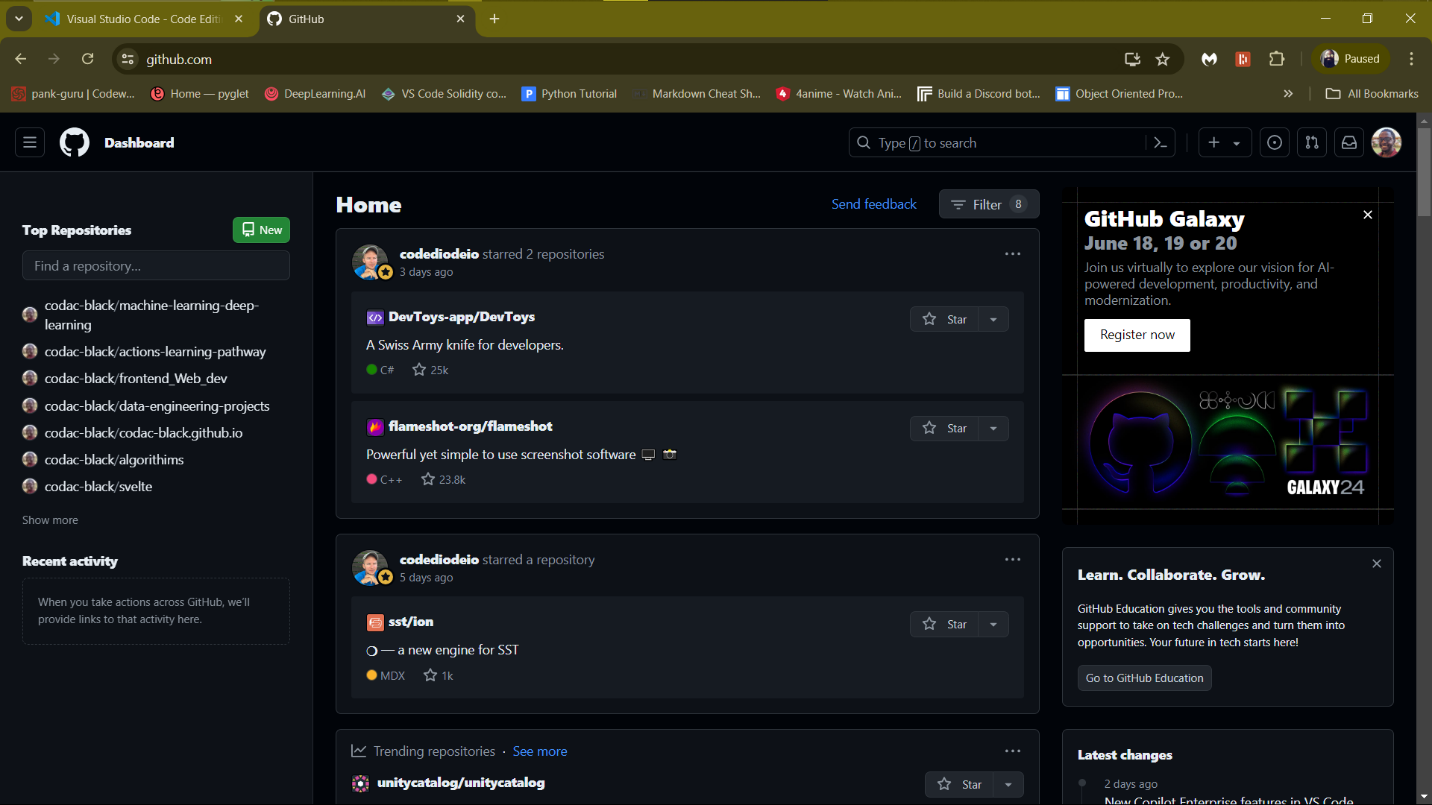 Visual Studio Code - Code Editi
GitHub
github.com
Paused
pank-guru | Codew...
Home — pyglet
DeepLearning.AI
VS Code Solidity co...
Python Tutorial
Markdown Cheat Sh...
4anime - Watch Ani...
Build a Discord bot...
Object Oriented Pro...
All Bookmarks
Dashboard
Type / to search
Top Repositories
New
Find a repository...
codac-black/machine-learning-deep-
learning
codac-black/actions-learning-pathway
codac-black/frontend_Web_dev
codac-black/data-engineering-projects
codac-black/codac-black.github.io
codac-black/algorithims
codac-black/svelte
Show more
Recent activity
When you take actions across GitHub, we'll
provide links to that activity here.
Home
Send feedback
Filter 8
codediodeio starred 2 repositories
3 days ago
DevToys-app/DevToys
Star
A Swiss Army knife for developers.
C# 25k
flameshot-org/flameshot
Star
Powerful yet simple to use screenshot software
C++ 23.8k
codediodeio starred a repository
5 days ago
sst/ion
Star
❍ — a new engine for SST
MDX 1k
Trending repositories · See more
unitycatalog/unitycatalog
Star
GitHub Galaxy
June 18, 19 or 20
Join us virtually to explore our vision for AI-
powered development, productivity, and
modernization.
Register now
GALAXY24
Learn. Collaborate. Grow.
GitHub Education gives you the tools and community
support to take on tech challenges and turn them into
opportunities. Your future in tech starts here!
Go to GitHub Education
Latest changes
2 days ago
New Copilot Enterprise features in VS Code